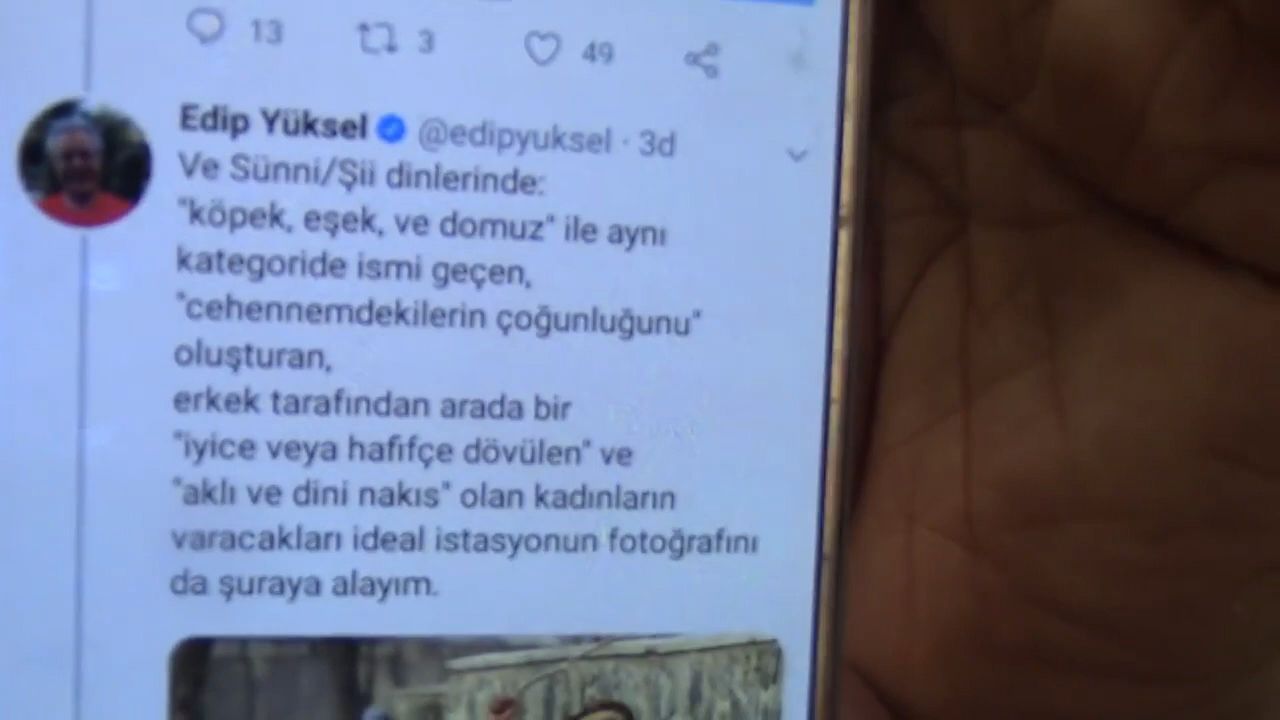 13 3 49
Edip Yüksel @edipyuksel · 3d
Ve Sünni/Şii dinlerinde:
"köpek, eşek, ve domuz" ile aynı
kategoride ismi geçen,
"cehennemdekilerin çoğunluğunu"
oluşturan,
erkek tarafından arada bir
"iyice veya hafifçe dövülen" ve
"aklı ve dini nakıs" olan kadınların
varacakları ideal istasyonun fotoğrafını
da şuraya alayım.